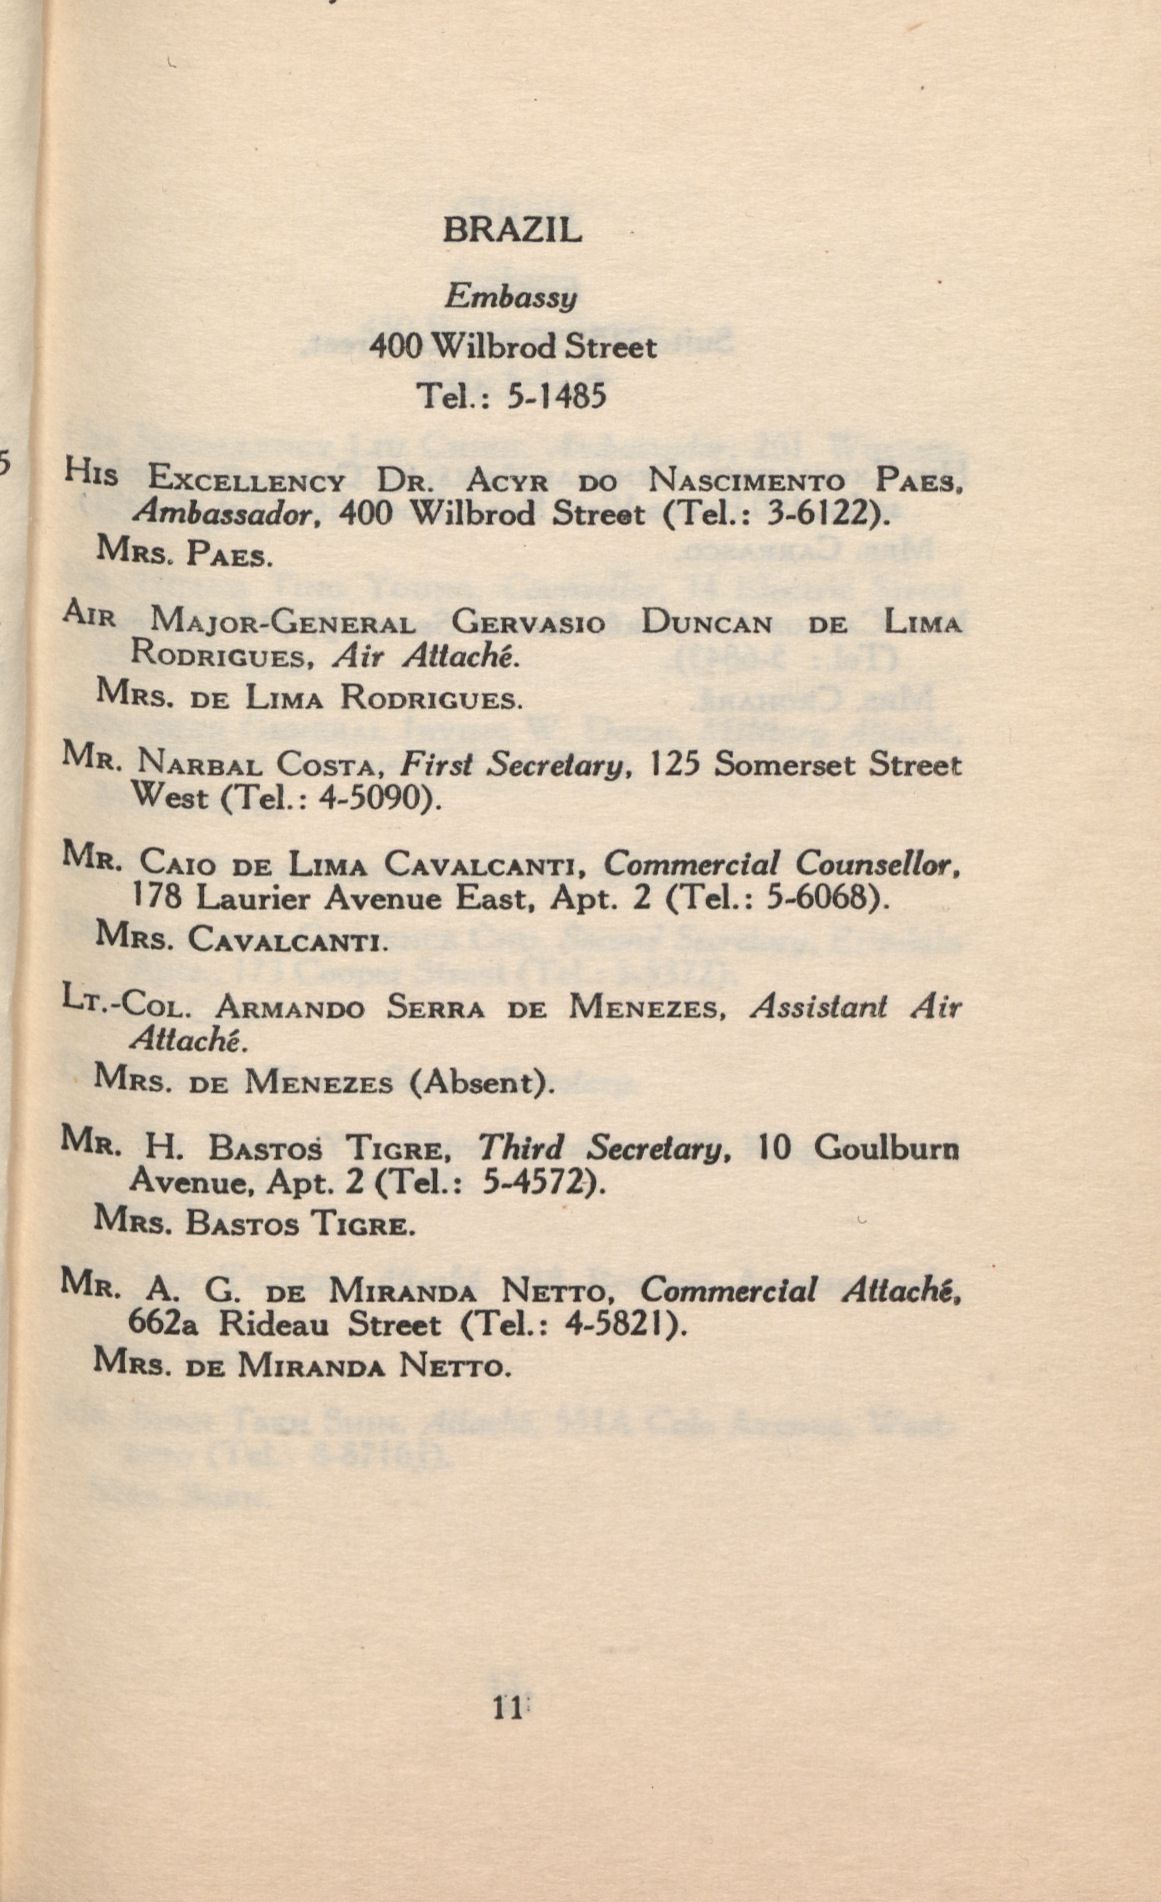 BRAZIL
Embassy
400 Wilbrod Street
Tel.: 5-1485
5
HIS EXCELLENCY DR. ACYR DO NASCIMENTO PAES,
Ambassador, 400 Wilbrod Street (Tel.: 3-6122).
MRS. PAES.
AIR MAJOR-GENERAL GERVASIO DUNCAN DE LIMA
RODRIGUES, Air Attaché.
MRS. DE LIMA RODRIGUES.
MR. NARBAL COSTA, First Secretary, 125 Somerset Street
West (Tel.: 4-5090).
MR. CAIO DE LIMA CAVALCANTI, Commercial Counsellor,
178 Laurier Avenue East, Apt. 2 (Tel.: 5-6068).
MRS. CAVALCANTI.
LT.-COL. ARMANDO SERRA DE MENEZES, Assistant Air
Attaché.
MRS. DE MENEZES (Absent).
MR. H. BASTOS TIGRE, Third Secretary, 10 Goulburn
Avenue, Apt. 2 (Tel.: 5-4572).
MRS. BASTOS TIGRE.
MR. A. G. DE MIRANDA NETTO, Commercial Attaché,
662a Rideau Street (Tel.: 4-5821).
MRS. DE MIRANDA NETTO.
11